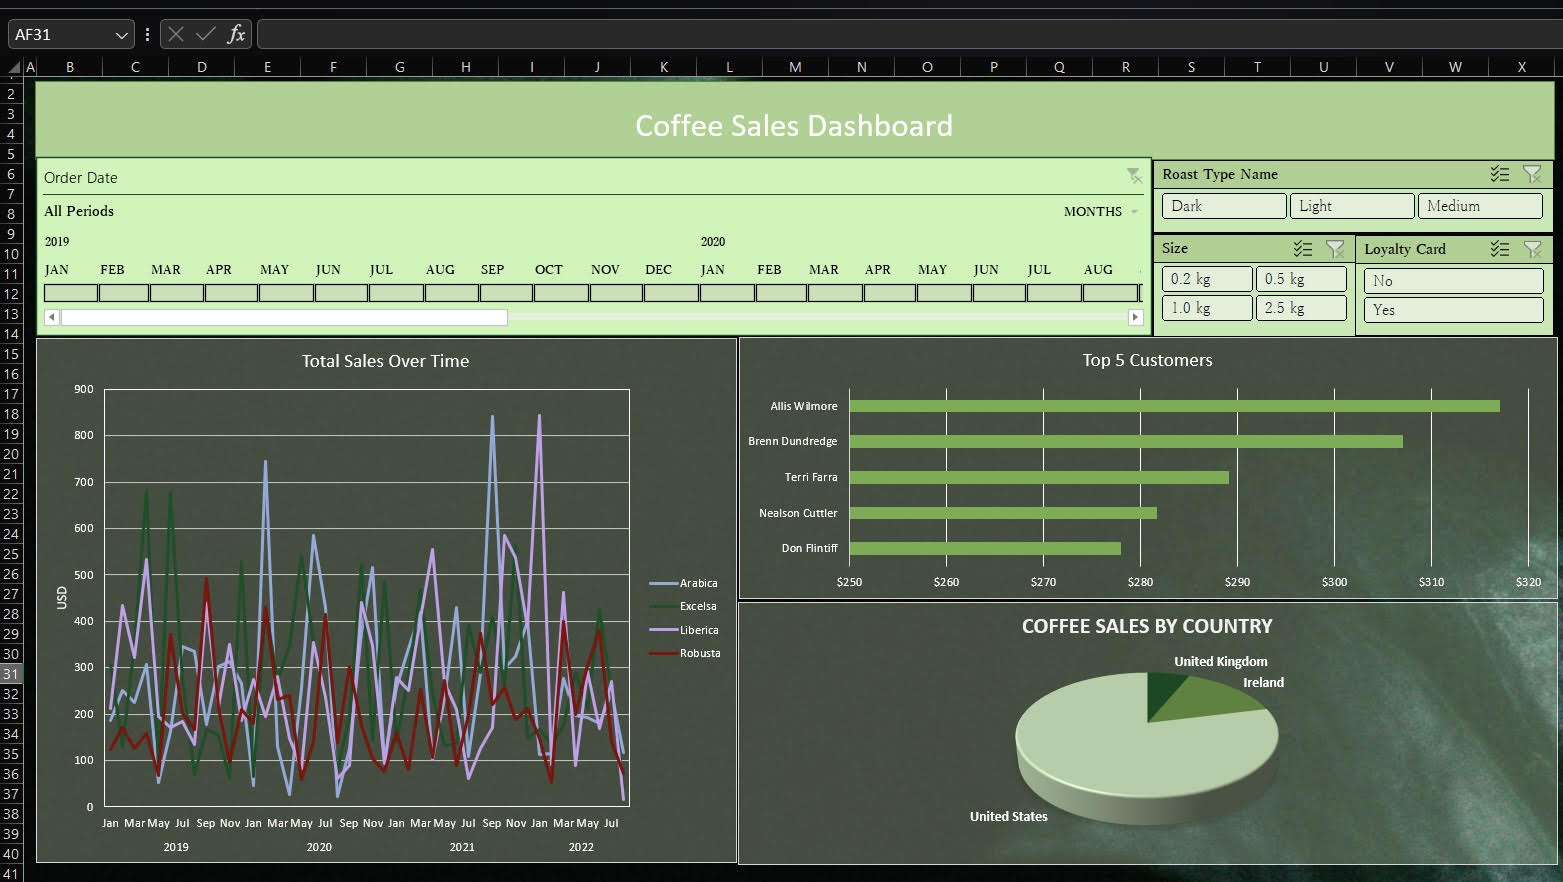 AF31
fx
A B C D E F G H I J K L M N O P Q R S T U V W X
2
3
4
5
6
7
8
9
10
11
12
13
14
15
16
17
18
19
20
21
22
23
24
25
26
27
28
29
30
31
32
33
34
35
36
37
38
39
40
41
Coffee Sales Dashboard
Order Date
All Periods MONTHS
2019 2020
JAN FEB MAR APR MAY JUN JUL AUG SEP OCT NOV DEC JAN FEB MAR APR MAY JUN JUL AUG
Roast Type Name
Dark Light Medium
Size
0.2 kg 0.5 kg
1.0 kg 2.5 kg
Loyalty Card
No
Yes
Total Sales Over Time
900
800
700
600
500
400
300
200
100
0
USD
Jan Mar May Jul Sep Nov Jan Mar May Jul Sep Nov Jan Mar May Jul Sep Nov Jan Mar May Jul
2019 2020 2021 2022
Arabica
Excelsa
Liberica
Robusta
Top 5 Customers
Allis Wilmore
Brenn Dundredge
Terri Farra
Nealson Cuttler
Don Flintiff
$250 $260 $270 $280 $290 $300 $310 $320
COFFEE SALES BY COUNTRY
United Kingdom
Ireland
United States